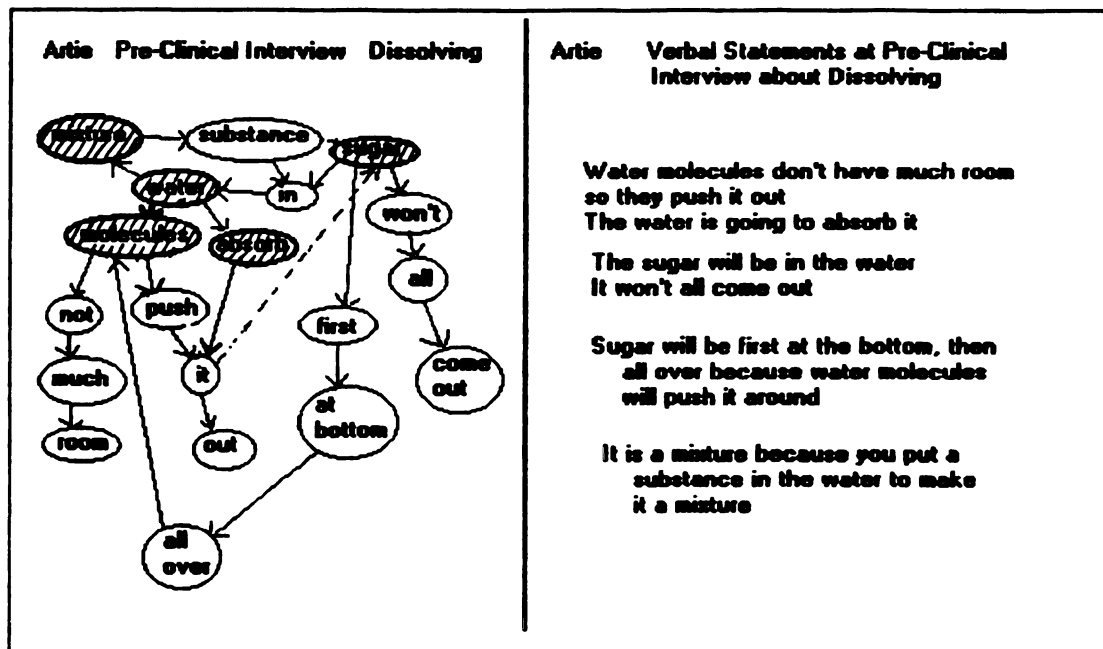 Artie Pre-Clinical Interview Dissolving
mixture
substance
sugar
water
in
won't
molecules
absorb
all
not
push
first
it
come
out
much
at
bottom
room
out
all
over
Artie Verbal Statements at Pre-Clinical
Interview about Dissolving
Water molecules don't have much room
so they push it out
The water is going to absorb it
The sugar will be in the water
It won't all come out
Sugar will be first at the bottom, then
all over because water molecules
will push it around
It is a mixture because you put a
substance in the water to make
it a mixture